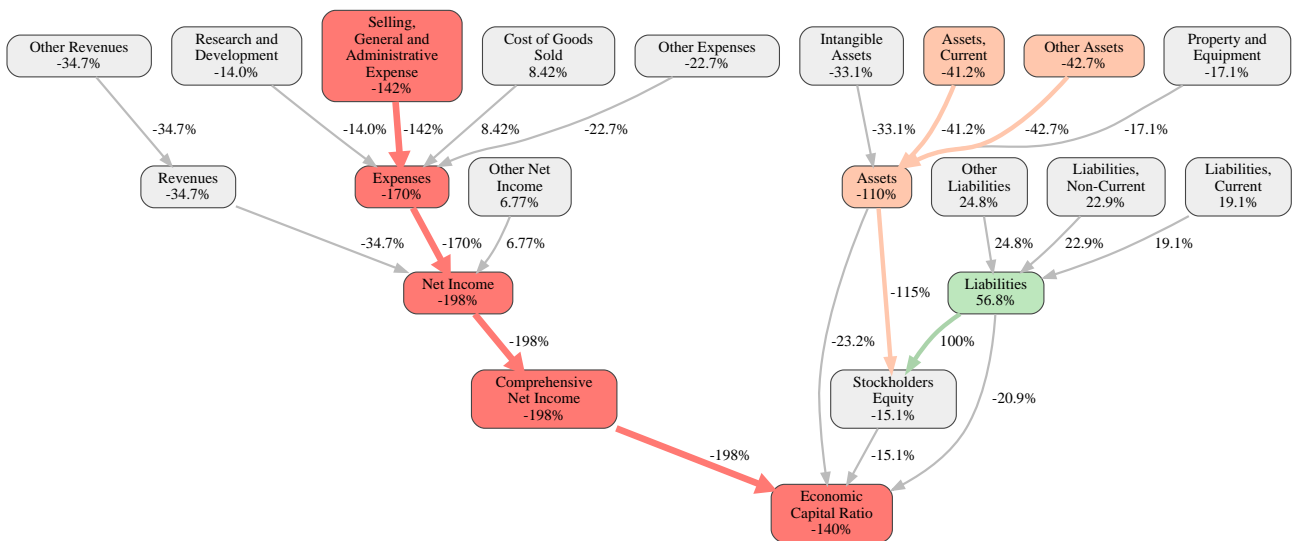 Other Revenues
-34.7%
Research and
Development
-14.0%
Selling,
General and
Administrative
Expense
-142%
Cost of Goods
Sold
8.42%
Other Expenses
-22.7%
Intangible
Assets
-33.1%
Assets,
Current
-41.2%
Other Assets
-42.7%
Property and
Equipment
-17.1%
-34.7%
-14.0%
-142%
8.42%
-22.7%
-33.1%
-41.2%
-42.7%
-17.1%
Revenues
-34.7%
Expenses
-170%
Other Net
Income
6.77%
Assets
-110%
Other
Liabilities
24.8%
Liabilities,
Non-Current
22.9%
Liabilities,
Current
19.1%
-34.7%
-170%
6.77%
24.8%
22.9%
19.1%
Net Income
-198%
-115%
Liabilities
56.8%
-198%
-23.2%
100%
Comprehensive
Net Income
-198%
Stockholders
Equity
-15.1%
-20.9%
-198%
-15.1%
Economic
Capital Ratio
-140%